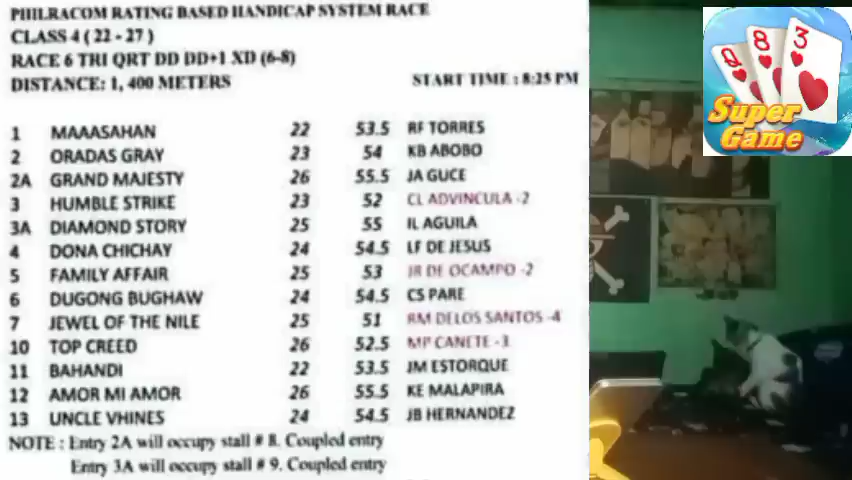 PHILRACOM RATING BASED HANDICAP SYSTEM RACE
CLASS 4 ( 22 - 27 )
RACE 6 TRI QRT DD DD+1 XD (6-8)
DISTANCE: 1, 400 METERS START TIME : 8:25 PM
1 MAAASAHAN 22 53.5 RF TORRES
2 ORADAS GRAY 23 54 KB ABOBO
2A GRAND MAJESTY 26 55.5 JA GUCE
3 HUMBLE STRIKE 23 52 CL ADVINCULA -2
3A DIAMOND STORY 25 55 IL AGUILA
4 DONA CHICHAY 24 54.5 LF DE JESUS
5 FAMILY AFFAIR 25 53 JR DE OCAMPO -2
6 DUGONG BUGHAW 24 54.5 CS PARE
7 JEWEL OF THE NILE 25 51 RM DELOS SANTOS -4
10 TOP CREED 26 52.5 MP CANETE -3
11 BAHANDI 22 53.5 JM ESTORQUE
12 AMOR MI AMOR 26 55.5 KE MALAPIRA
13 UNCLE VHINES 24 54.5 JB HERNANDEZ
NOTE : Entry 2A will occupy stall # 8. Coupled entry
Entry 3A will occupy stall # 9. Coupled entry
Q 8 3
Super
Game